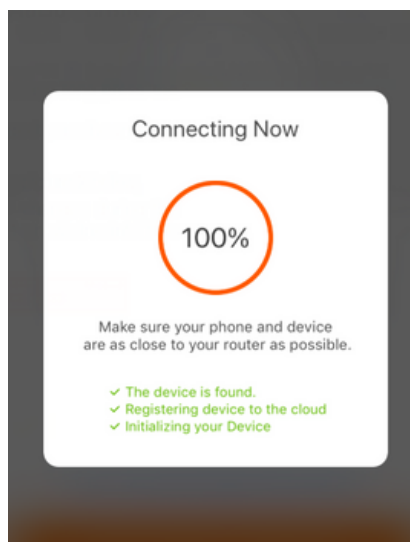 Connecting Now
100%
Make sure your phone and device
are as close to your router as possible.
✓ The device is found.
✓ Registering device to the cloud
✓ Initializing your Device